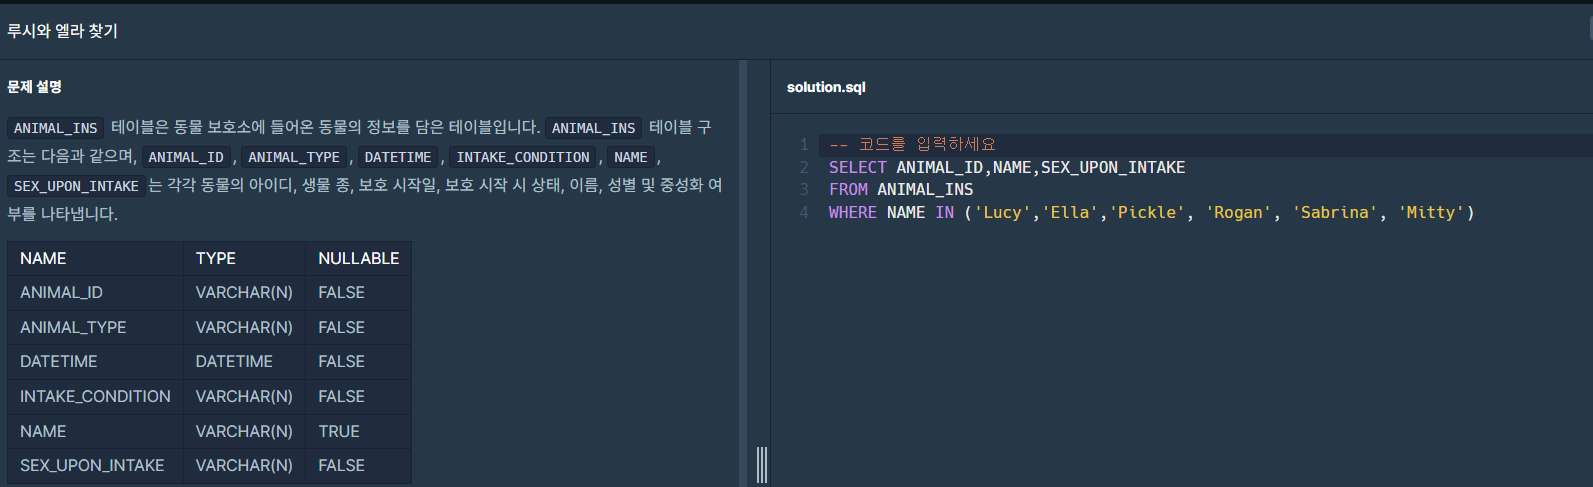 루시와 엘라 찾기
문제 설명
ANIMAL_INS 테이블은 동물 보호소에 들어온 동물의 정보를 담은 테이블입니다. ANIMAL_INS 테이블 구
조는 다음과 같으며, ANIMAL_ID , ANIMAL_TYPE , DATETIME , INTAKE_CONDITION , NAME ,
SEX_UPON_INTAKE 는 각각 동물의 아이디, 생물 종, 보호 시작일, 보호 시작 시 상태, 이름, 성별 및 중성화 여
부를 나타냅니다.
NAME TYPE NULLABLE
ANIMAL_ID VARCHAR(N) FALSE
ANIMAL_TYPE VARCHAR(N) FALSE
DATETIME DATETIME FALSE
INTAKE_CONDITION VARCHAR(N) FALSE
NAME VARCHAR(N) TRUE
SEX_UPON_INTAKE VARCHAR(N) FALSE
solution.sql
1 -- 코드를 입력하세요
2 SELECT ANIMAL_ID,NAME,SEX_UPON_INTAKE
3 FROM ANIMAL_INS
4 WHERE NAME IN ('Lucy','Ella','Pickle', 'Rogan', 'Sabrina', 'Mitty')